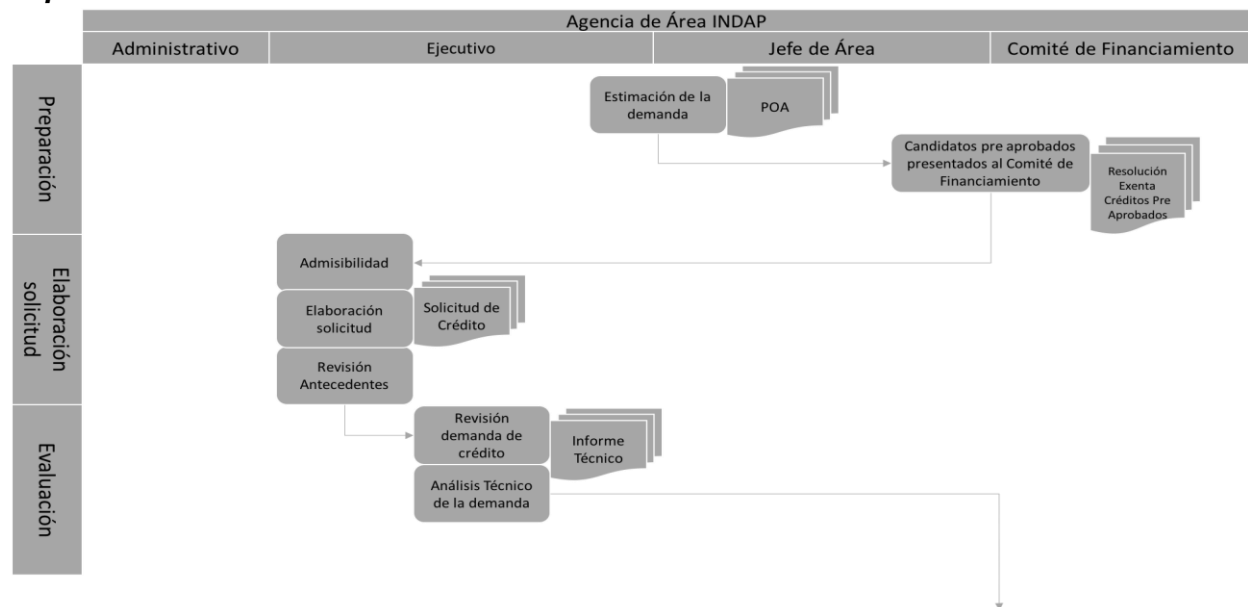 Agencia de Área INDAP
Administrativo
Ejecutivo
Jefe de Área
Comité de Financiamiento
Preparación
Estimación de la
demanda
POA
Candidatos pre aprobados
presentados al Comité de
Financiamiento
Resolución
Exenta
Créditos Pre
Aprobados
Elaboración
solicitud
Admisibilidad
Elaboración
solicitud
Solicitud de
Crédito
Revisión
Antecedentes
Evaluación
Revisión
demanda de
crédito
Informe
Técnico
Análisis Técnico
de la demanda